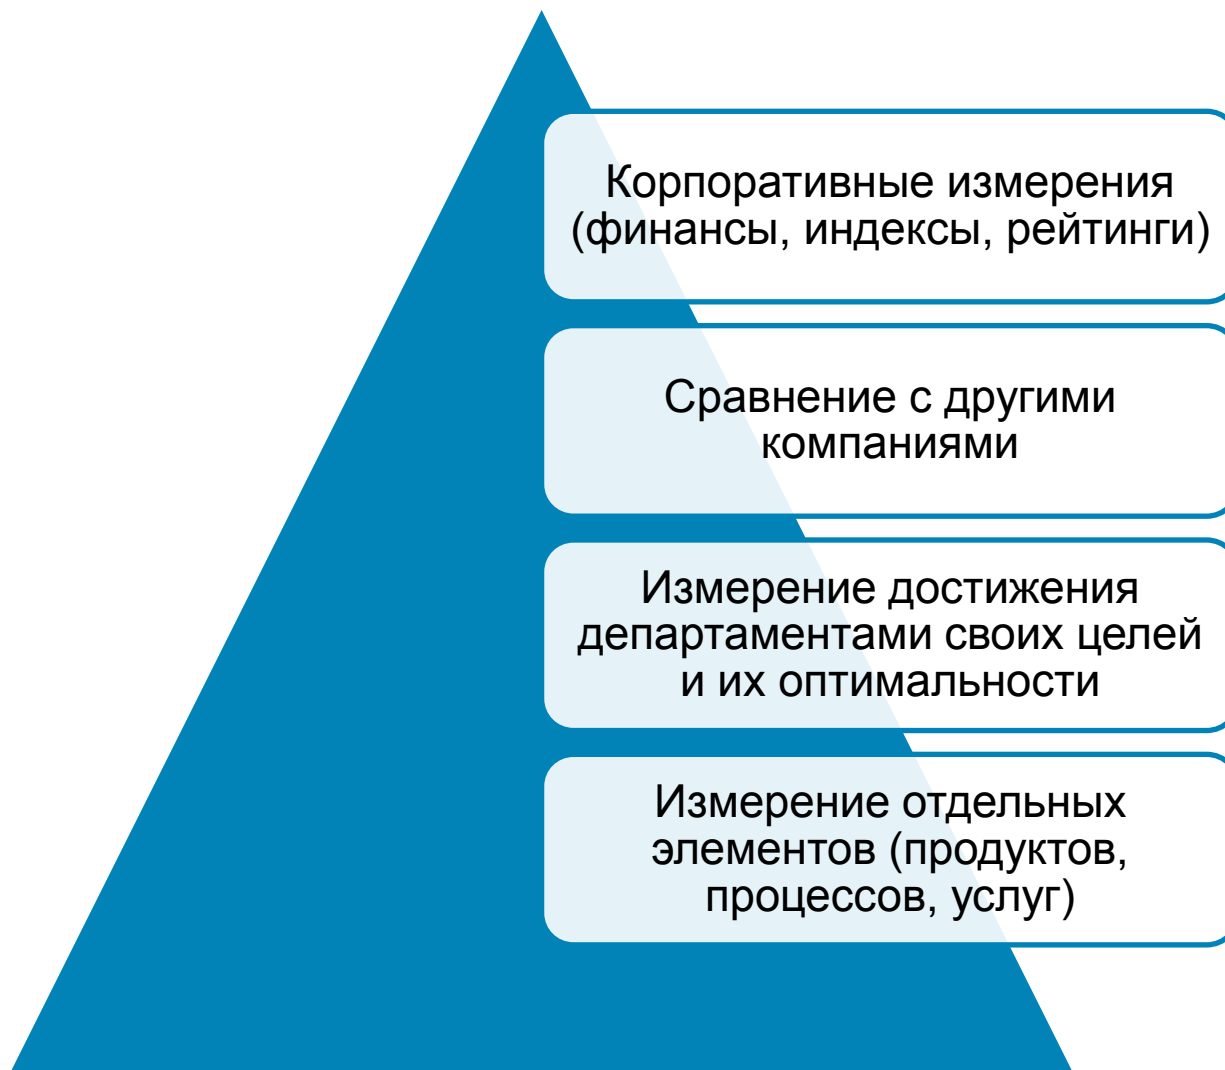 Корпоративные измерения
(финансы, индексы, рейтинги)
Сравнение с другими
компаниями
Измерение достижения
департаментами своих целей
и их оптимальности
Измерение отдельных
элементов (продуктов,
процессов, услуг)